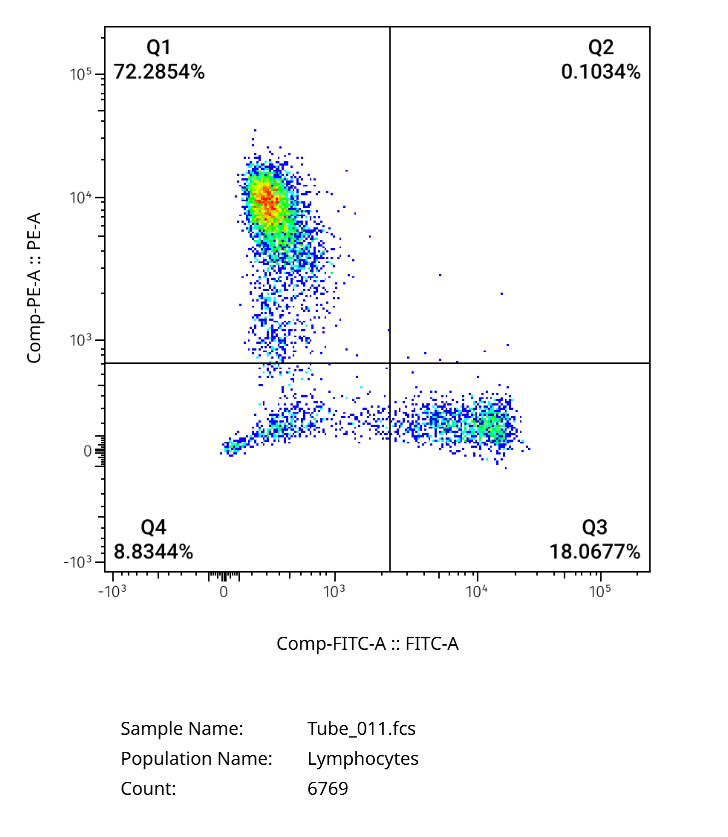 Q1
72.2854%
Q2
0.1034%
10⁵
10⁴
10³
0
-10³
Comp-PE-A :: PE-A
Q4
8.8344%
Q3
18.0677%
-10³
0
10³
10⁴
10⁵
Comp-FITC-A :: FITC-A
Sample Name: Tube_011.fcs
Population Name: Lymphocytes
Count: 6769